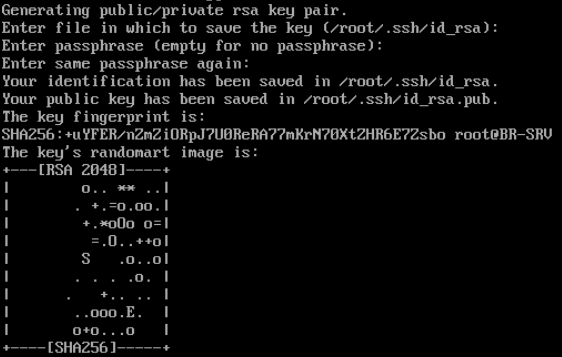 Generating public/private rsa key pair.
Enter file in which to save the key (/root/.ssh/id_rsa):
Enter passphrase (empty for no passphrase):
Enter same passphrase again:
Your identification has been saved in /root/.ssh/id_rsa.
Your public key has been saved in /root/.ssh/id_rsa.pub.
The key fingerprint is:
SHA256:+uYFER/nZmZiORpJ7U0ReRA77mKrN70XtZHR6E7Zsbo root@BR-SRV
The key's randomart image is:
+---[RSA 2048]----+
|         o.. ** ..|
|        . +.=o.oo.|
|         +.*oOo o=|
|          =.O..++o|
|         S   .o..o|
|        . . . .o. |
|       .   +.. .. |
|        ..ooo.E.  |
|        o+o...o   |
+----[SHA256]-----+